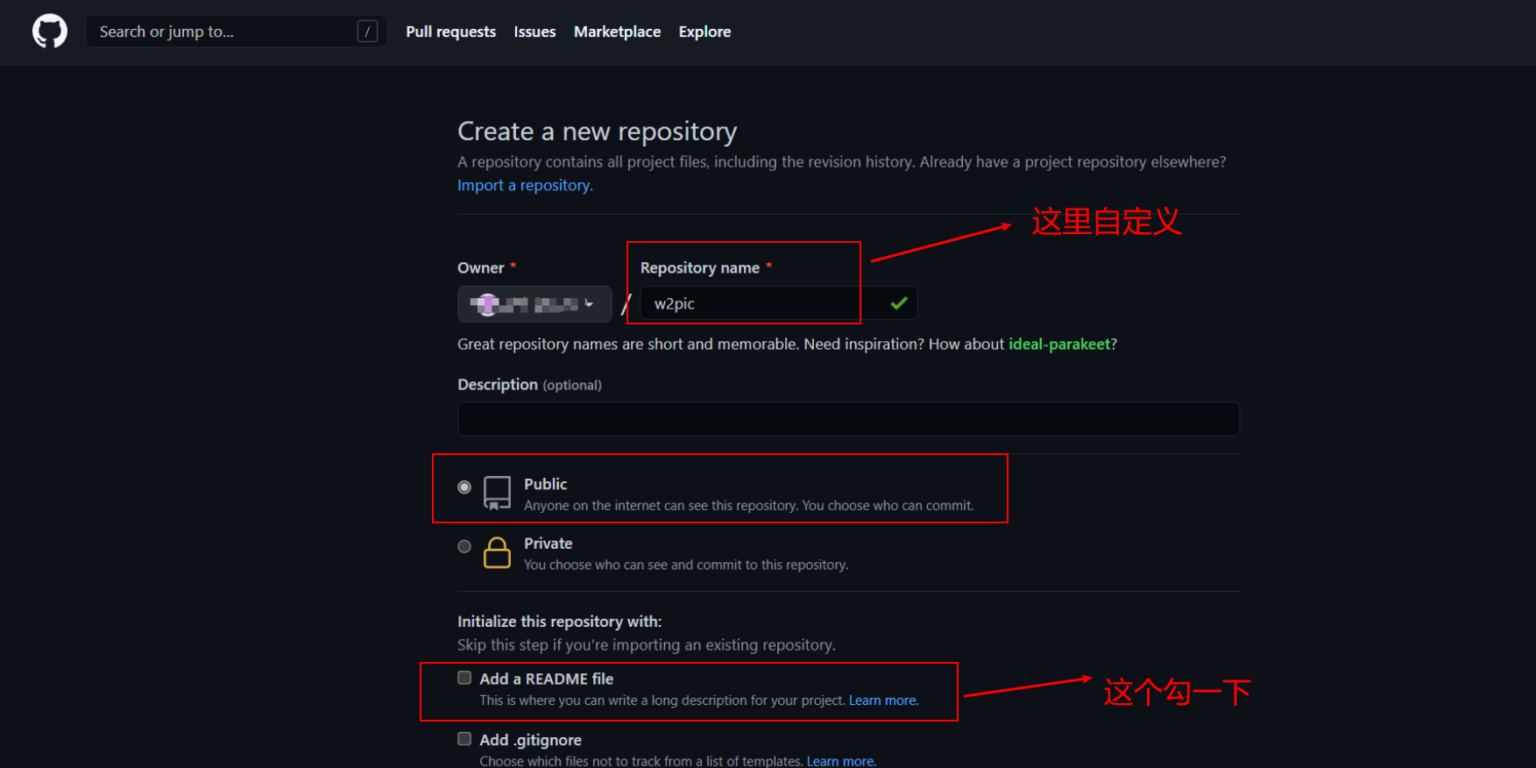 Search or jump to... /
Pull requests Issues Marketplace Explore
Create a new repository
A repository contains all project files, including the revision history. Already have a project repository elsewhere?
Import a repository.
这里自定义
Owner * Repository name *
/ w2pic
Great repository names are short and memorable. Need inspiration? How about ideal-parakeet?
Description (optional)
Public
Anyone on the internet can see this repository. You choose who can commit.
Private
You choose who can see and commit to this repository.
Initialize this repository with:
Skip this step if you're importing an existing repository.
Add a README file
This is where you can write a long description for your project. Learn more.
这个勾一下
Add .gitignore
Choose which files not to track from a list of templates. Learn more.